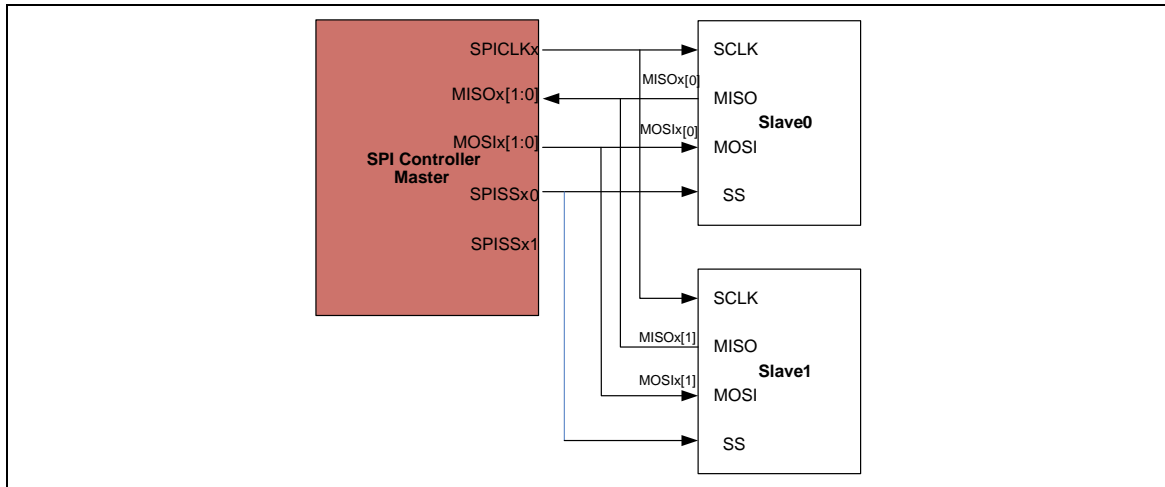 SPICLKx
MISOx[1:0]
MOSIx[1:0]
SPI Controller
Master
SPISSx0
SPISSx1
SCLK
MISOx[0]
MISO
Slave0
MOSIx[0]
MOSI
SS
SCLK
MISOx[1]
MISO
Slave1
MOSIx[1]
MOSI
SS